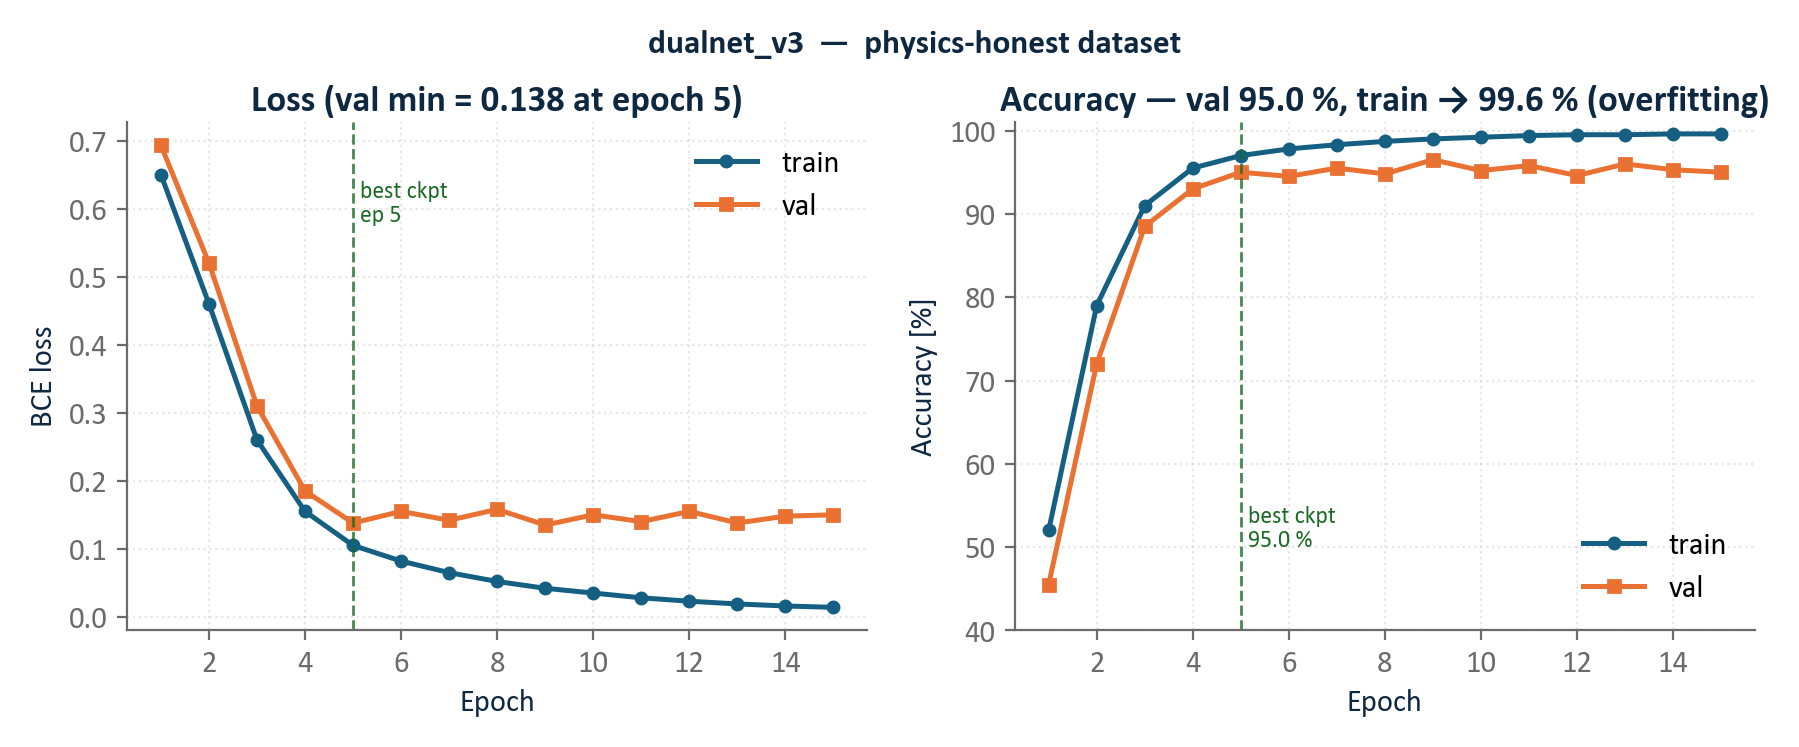 dualnet_v3 — physics-honest dataset
Loss (val min = 0.138 at epoch 5)
0.7
0.6
0.5
0.4
0.3
0.2
0.1
0.0
BCE loss
best ckpt
ep 5
train
val
2 4 6 8 10 12 14
Epoch
Accuracy — val 95.0 %, train → 99.6 % (overfitting)
100
90
80
70
60
50
40
Accuracy [%]
best ckpt
95.0 %
train
val
2 4 6 8 10 12 14
Epoch